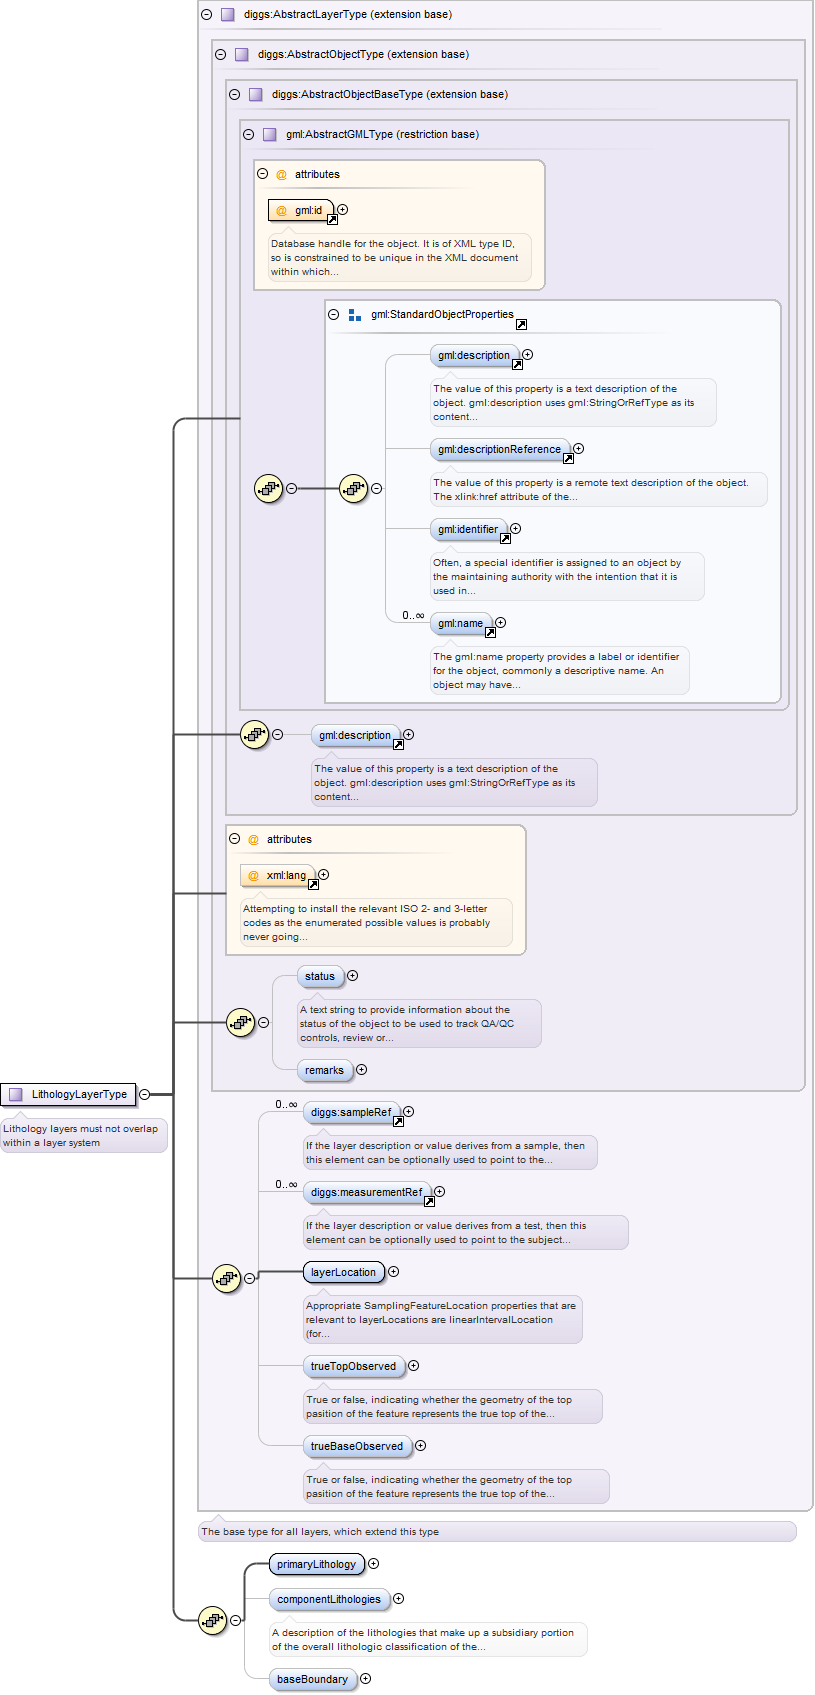 diggs:AbstractLayerType (extension base)
diggs:AbstractObjectType (extension base)
diggs:AbstractObjectBaseType (extension base)
gml:AbstractGMLType (restriction base)
@ attributes
@ gml:id
Database handle for the object. It is of XML type ID,
so is constrained to be unique in the XML document
within which...
gml:StandardObjectProperties
gml:description
The value of this property is a text description of the
object. gml:description uses gml:StringOrRefType as its
content...
gml:descriptionReference
The value of this property is a remote text description of the object.
The xlink:href attribute of the...
gml:identifier
Often, a special identifier is assigned to an object by
the maintaining authority with the intention that it is
used in...
0..∞
gml:name
The gml:name property provides a label or identifier
for the object, commonly a descriptive name. An
object may have...
gml:description
The value of this property is a text description of the
object. gml:description uses gml:StringOrRefType as its
content...
@ attributes
@ xml:lang
Attempting to install the relevant ISO 2- and 3-letter
codes as the enumerated possible values is probably
never going...
status
A text string to provide information about the
status of the object to be used to track QA/QC
controls, review or...
remarks
LithologyLayerType
Lithology layers must not overlap
within a layer system
0..∞
diggs:sampleRef
If the layer description or value derives from a sample, then
this element can be optionally used to point to the...
0..∞
diggs:measurementRef
If the layer description or value derives from a test, then this
element can be optionally used to point to the subject...
layerLocation
Appropriate SamplingFeatureLocation properties that are
relevant to layerLocations are linearIntervalLocation
(for...
trueTopObserved
True or false, indicating whether the geometry of the top
pasition of the feature represents the true top of the...
trueBaseObserved
True or false, indicating whether the geometry of the top
pasition of the feature represents the true top of the...
The base type for all layers, which extend this type
primaryLithology
componentLithologies
A description of the lithologies that make up a subsidiary portion
of the overall lithologic classification of the...
baseBoundary